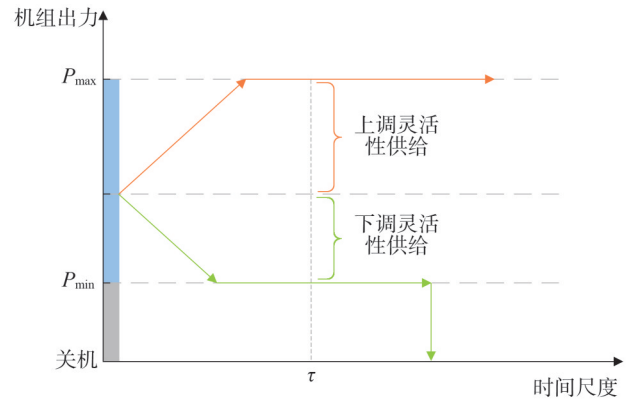 机组出力
Pmax
上调灵活
性供给
下调灵活
性供给
Pmin
关机
τ
时间尺度